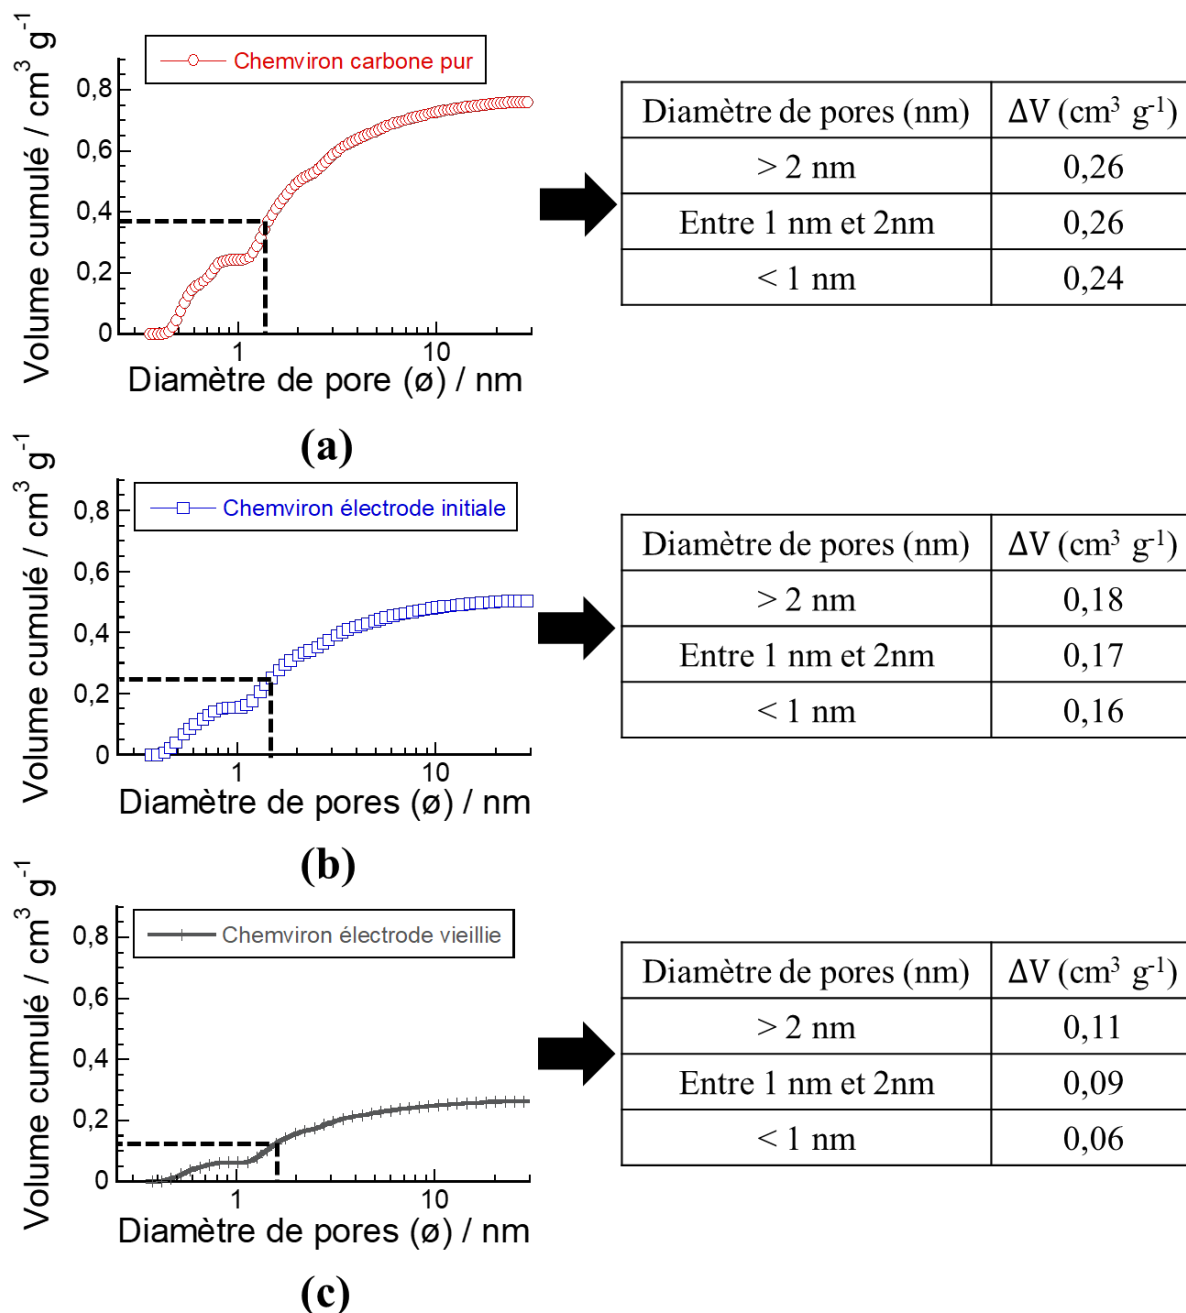 Volume cumulé / cm³ g⁻¹
Chemviron carbone pur
0,8
0,6
0,4
0,2
0
1 10
Diamètre de pore (ø) / nm
Diamètre de pores (nm) ΔV (cm³ g⁻¹)
> 2 nm 0,26
Entre 1 nm et 2nm 0,26
< 1 nm 0,24
(a)
Volume cumulé / cm³ g⁻¹
Chemviron électrode initiale
0,8
0,6
0,4
0,2
0
1 10
Diamètre de pores (ø) / nm
Diamètre de pores (nm) ΔV (cm³ g⁻¹)
> 2 nm 0,18
Entre 1 nm et 2nm 0,17
< 1 nm 0,16
(b)
Volume cumulé / cm³ g⁻¹
Chemviron électrode vieillie
0,8
0,6
0,4
0,2
0
1 10
Diamètre de pores (ø) / nm
Diamètre de pores (nm) ΔV (cm³ g⁻¹)
> 2 nm 0,11
Entre 1 nm et 2nm 0,09
< 1 nm 0,06
(c)